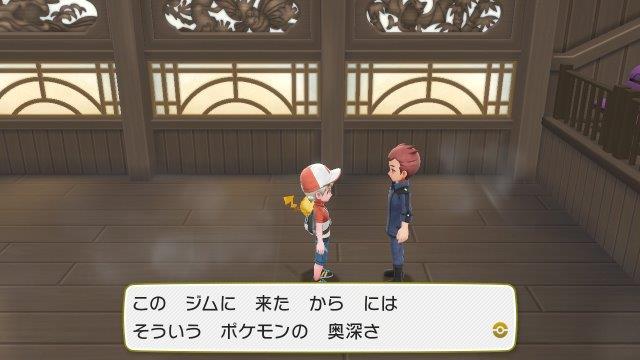 この　ジムに　来た　から　には
そういう　ポケモンの　奥深さ